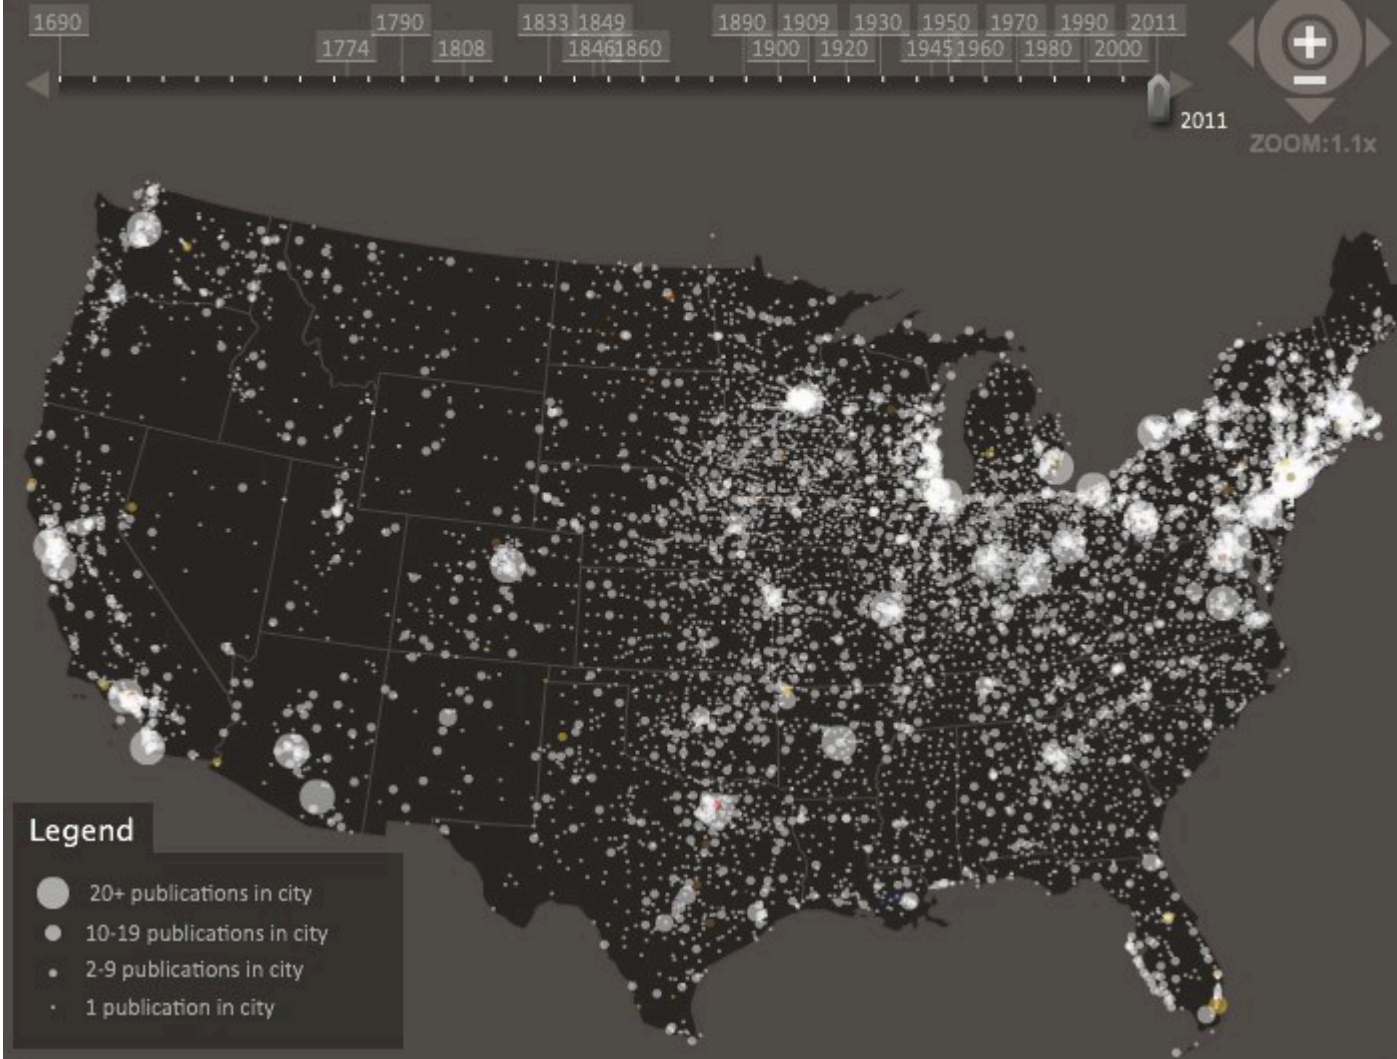 1690 1790 1833 1849 1890 1909 1930 1950 1970 1990 2011
1774 1808 1846 1860 1900 1920 1945 1960 1980 2000
2011
ZOOM:1.1x
Legend
20+ publications in city
10-19 publications in city
2-9 publications in city
1 publication in city